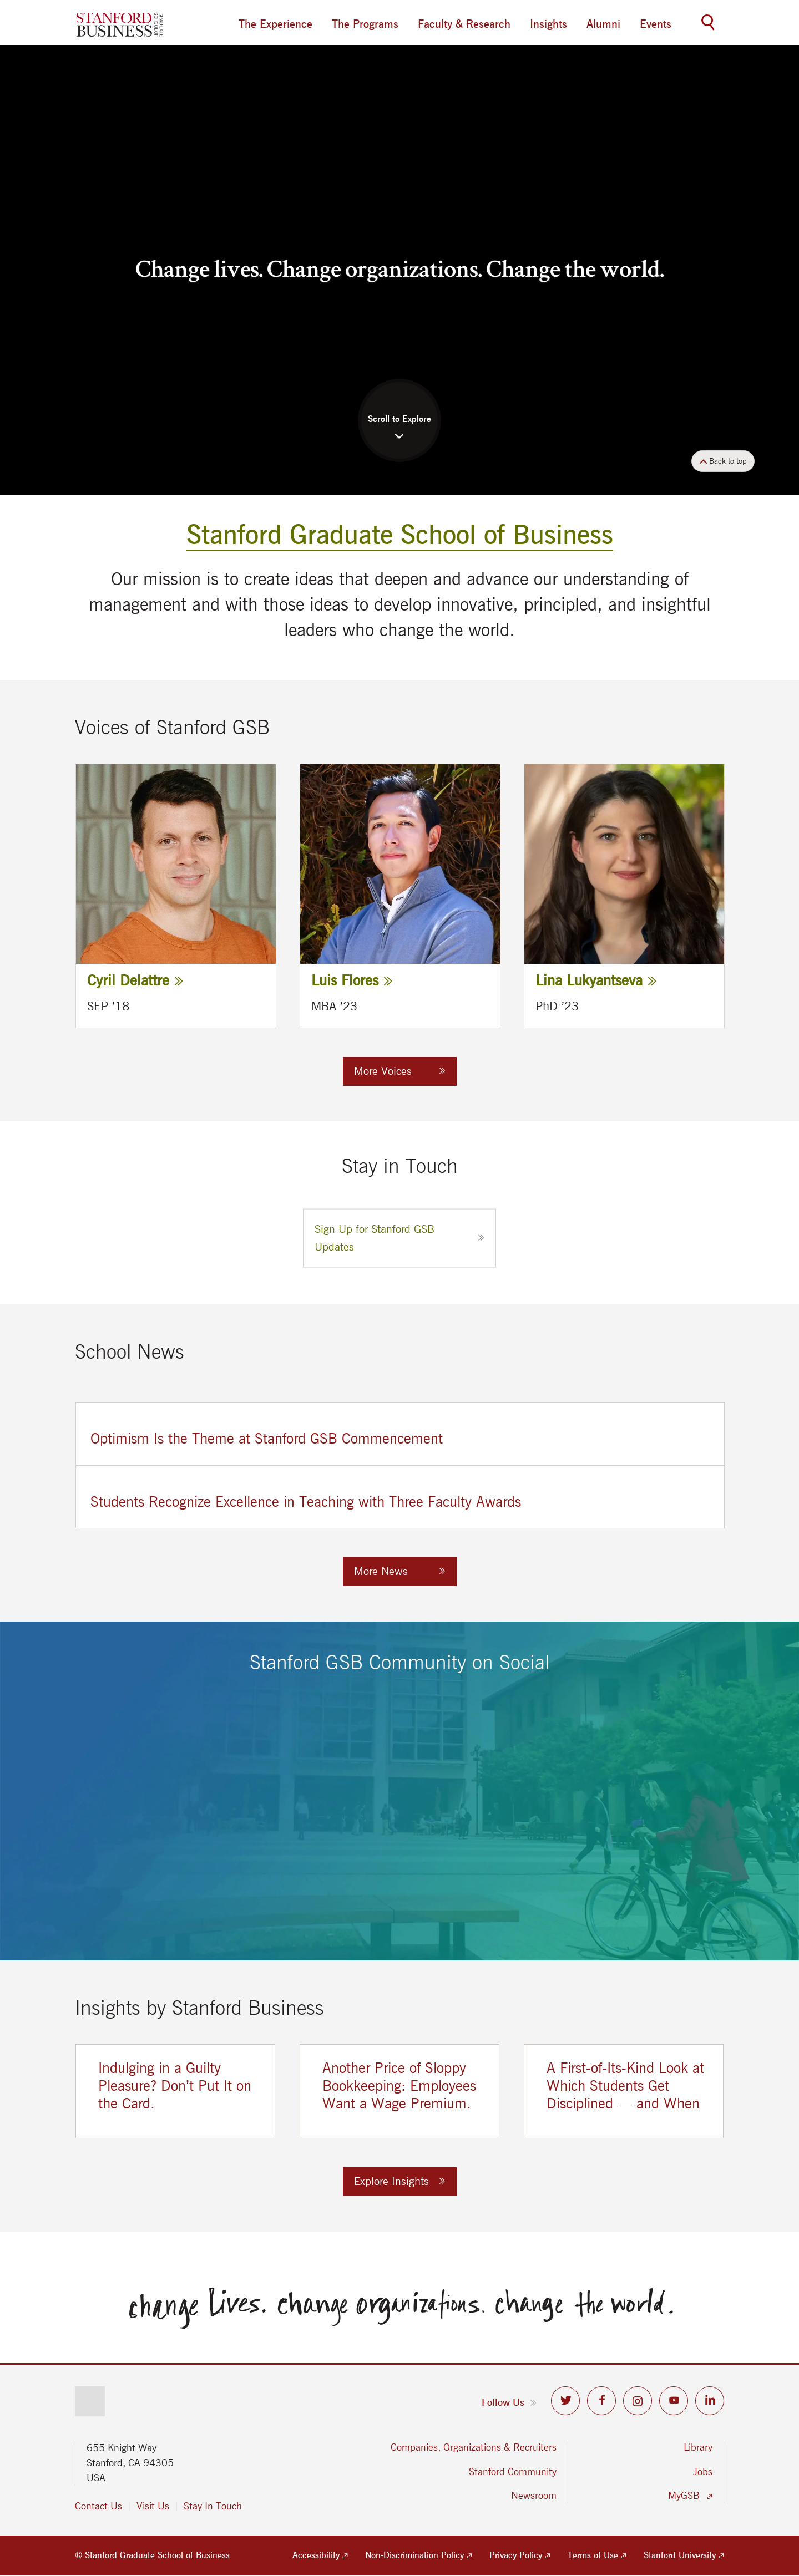 STANFORD
BUSINESS
GRADUATE
SCHOOL OF
The Experience
The Programs
Faculty & Research
Insights
Alumni
Events
Change lives. Change organizations. Change the world.
Scroll to Explore
Back to top
Stanford Graduate School of Business
Our mission is to create ideas that deepen and advance our understanding of
management and with those ideas to develop innovative, principled, and insightful
leaders who change the world.
Voices of Stanford GSB
Cyril Delattre
SEP ’18
Luis Flores
MBA ’23
Lina Lukyantseva
PhD ’23
More Voices
Stay in Touch
Sign Up for Stanford GSB
Updates
School News
Optimism Is the Theme at Stanford GSB Commencement
Students Recognize Excellence in Teaching with Three Faculty Awards
More News
Stanford GSB Community on Social
Insights by Stanford Business
Indulging in a Guilty
Pleasure? Don’t Put It on
the Card.
Another Price of Sloppy
Bookkeeping: Employees
Want a Wage Premium.
A First-of-Its-Kind Look at
Which Students Get
Disciplined — and When
Explore Insights
change lives. change organizations. change the world.
Follow Us
655 Knight Way
Stanford, CA 94305
USA
Contact Us
Visit Us
Stay In Touch
Companies, Organizations & Recruiters
Stanford Community
Newsroom
Library
Jobs
MyGSB
© Stanford Graduate School of Business
Accessibility
Non-Discrimination Policy
Privacy Policy
Terms of Use
Stanford University